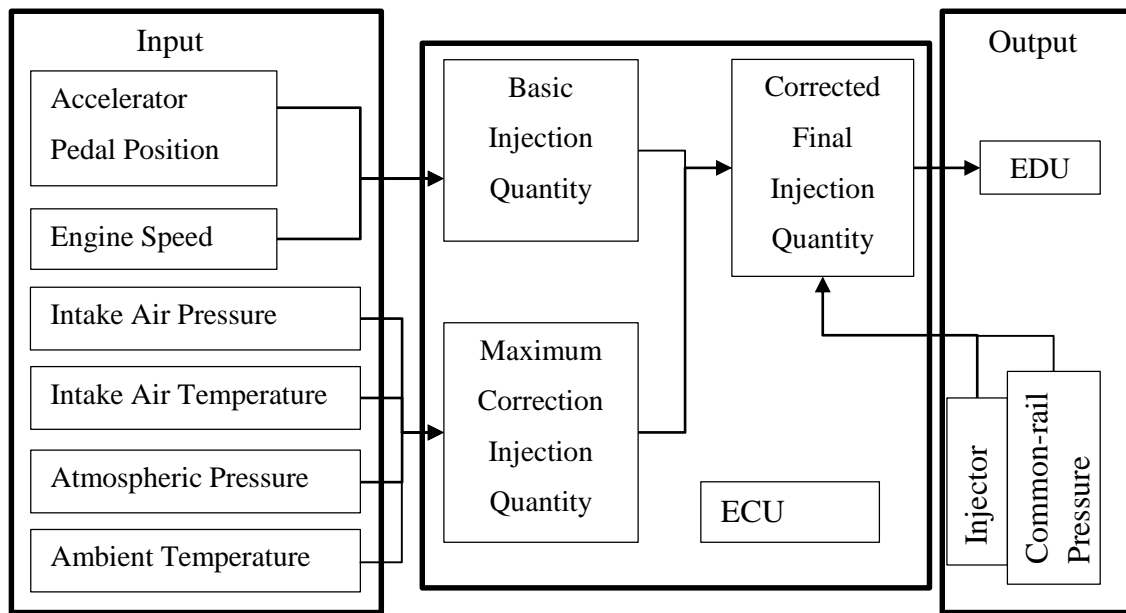 Input
Accelerator
Pedal Position
Engine Speed
Intake Air Pressure
Intake Air Temperature
Atmospheric Pressure
Ambient Temperature
Basic
Injection
Quantity
Maximum
Correction
Injection
Quantity
Corrected
Final
Injection
Quantity
ECU
Output
EDU
Injector
Common-rail
Pressure